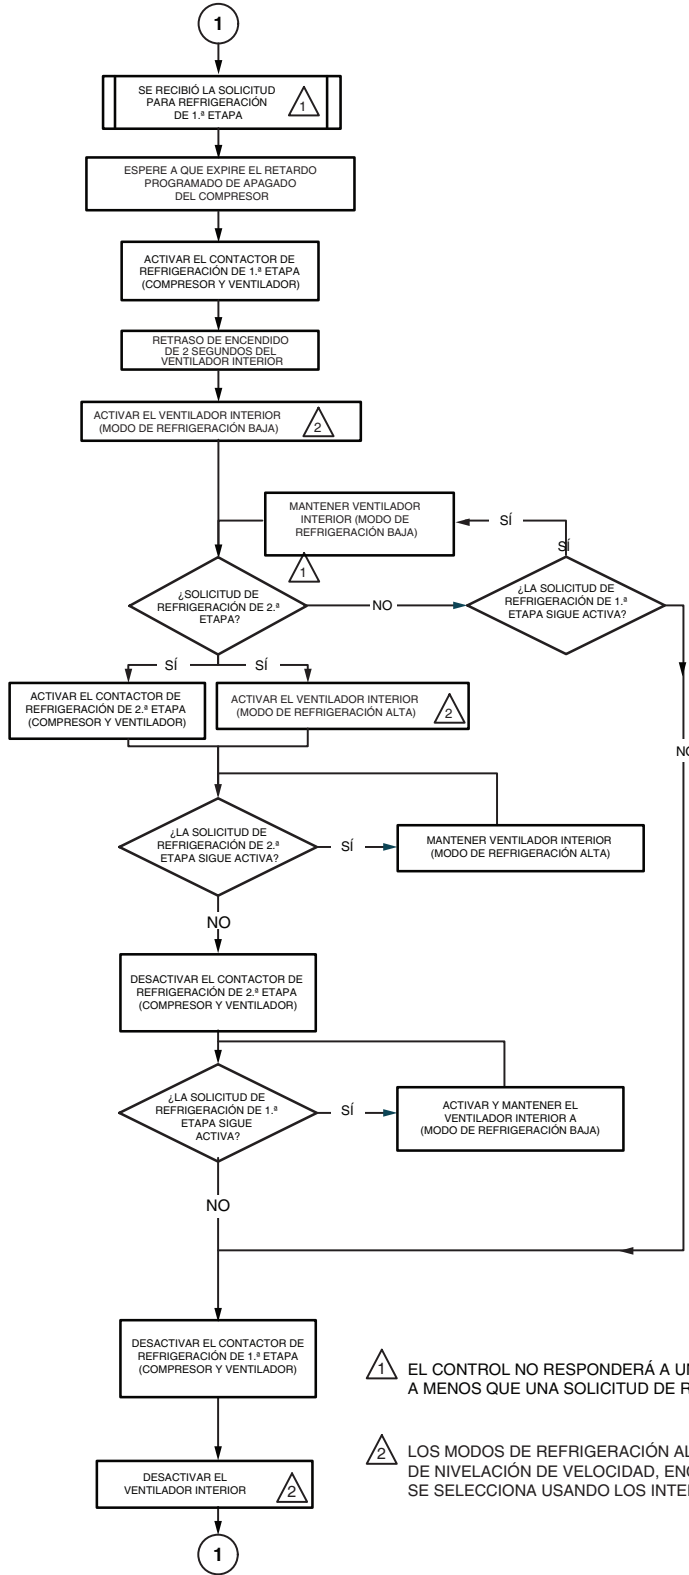 1
SE RECIBIÓ LA SOLICITUD
PARA REFRIGERACIÓN
DE 1.ª ETAPA
1
ESPERE A QUE EXPIRE EL RETARDO
PROGRAMADO DE APAGADO
DEL COMPRESOR
ACTIVAR EL CONTACTOR DE
REFRIGERACIÓN DE 1.ª ETAPA
(COMPRESOR Y VENTILADOR)
RETRASO DE ENCENDIDO
DE 2 SEGUNDOS DEL
VENTILADOR INTERIOR
ACTIVAR EL VENTILADOR INTERIOR
(MODO DE REFRIGERACIÓN BAJA)
2
MANTENER VENTILADOR
INTERIOR (MODO DE
REFRIGERACIÓN BAJA)
SÍ
SÍ
1
¿SOLICITUD DE
REFRIGERACIÓN DE 2.ª
ETAPA?
NO
¿LA SOLICITUD DE
REFRIGERACIÓN DE 1.ª
ETAPA SIGUE ACTIVA?
SÍ
SÍ
ACTIVAR EL CONTACTOR DE
REFRIGERACIÓN DE 2.ª ETAPA
(COMPRESOR Y VENTILADOR)
ACTIVAR EL VENTILADOR INTERIOR
(MODO DE REFRIGERACIÓN ALTA)
2
NO
¿LA SOLICITUD DE
REFRIGERACIÓN DE 2.ª
ETAPA SIGUE ACTIVA?
SÍ
MANTENER VENTILADOR INTERIOR
(MODO DE REFRIGERACIÓN ALTA)
NO
DESACTIVAR EL CONTACTOR DE
REFRIGERACIÓN DE 2.ª ETAPA
(COMPRESOR Y VENTILADOR)
¿LA SOLICITUD DE
REFRIGERACIÓN DE 1.ª
ETAPA SIGUE
ACTIVA?
SÍ
ACTIVAR Y MANTENER EL
VENTILADOR INTERIOR A
(MODO DE REFRIGERACIÓN BAJA)
NO
DESACTIVAR EL CONTACTOR DE
REFRIGERACIÓN DE 1.ª ETAPA
(COMPRESOR Y VENTILADOR)
1 EL CONTROL NO RESPONDERÁ A
A MENOS QUE UNA SOLICITUD DE
2 LOS MODOS DE REFRIGERACIÓN
DE NIVELACIÓN DE VELOCIDAD,
SE SELECCIONA USANDO LOS
DESACTIVAR EL
VENTILADOR INTERIOR
2
1